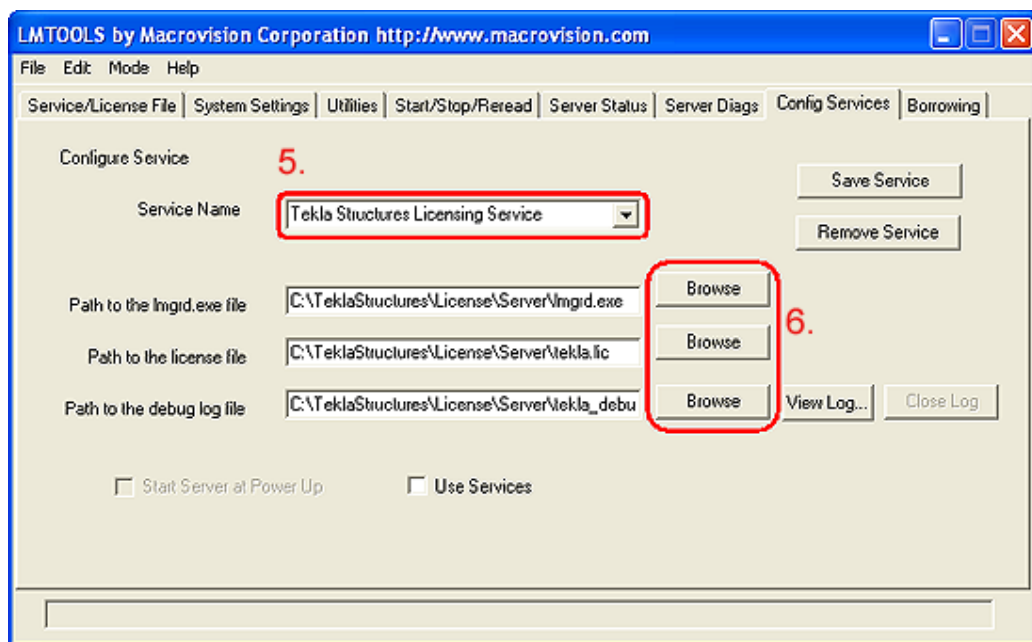 LMTOOLS by Macrovision Corporation http://www.macrovision.com
File Edit Mode Help
Service/License File System Settings Utilities Start/Stop/Reread Server Status Server Diags Config Services Borrowing
Configure Service
5.
Save Service
Service Name
Tekla Structures Licensing Service
Remove Service
Path to the lmgrd.exe file
C:\TeklaStructures\License\Server\lmgrd.exe
Browse
6.
Path to the license file
C:\TeklaStructures\License\Server\tekla.lic
Browse
Path to the debug log file
C:\TeklaStructures\License\Server\tekla_debu
Browse
View Log...
Close Log
Start Server at Power Up
Use Services